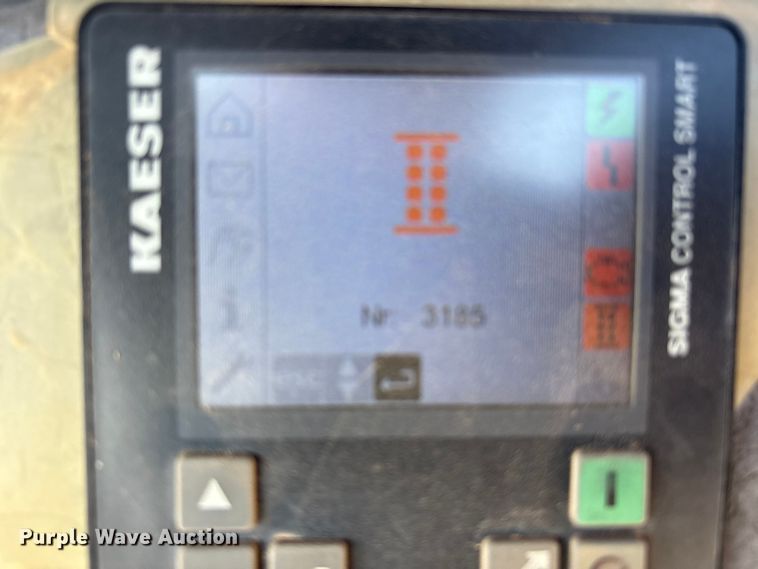 KAESER
SIGMA CONTROL SMART
Nr. 3185
Purple Wave Auction